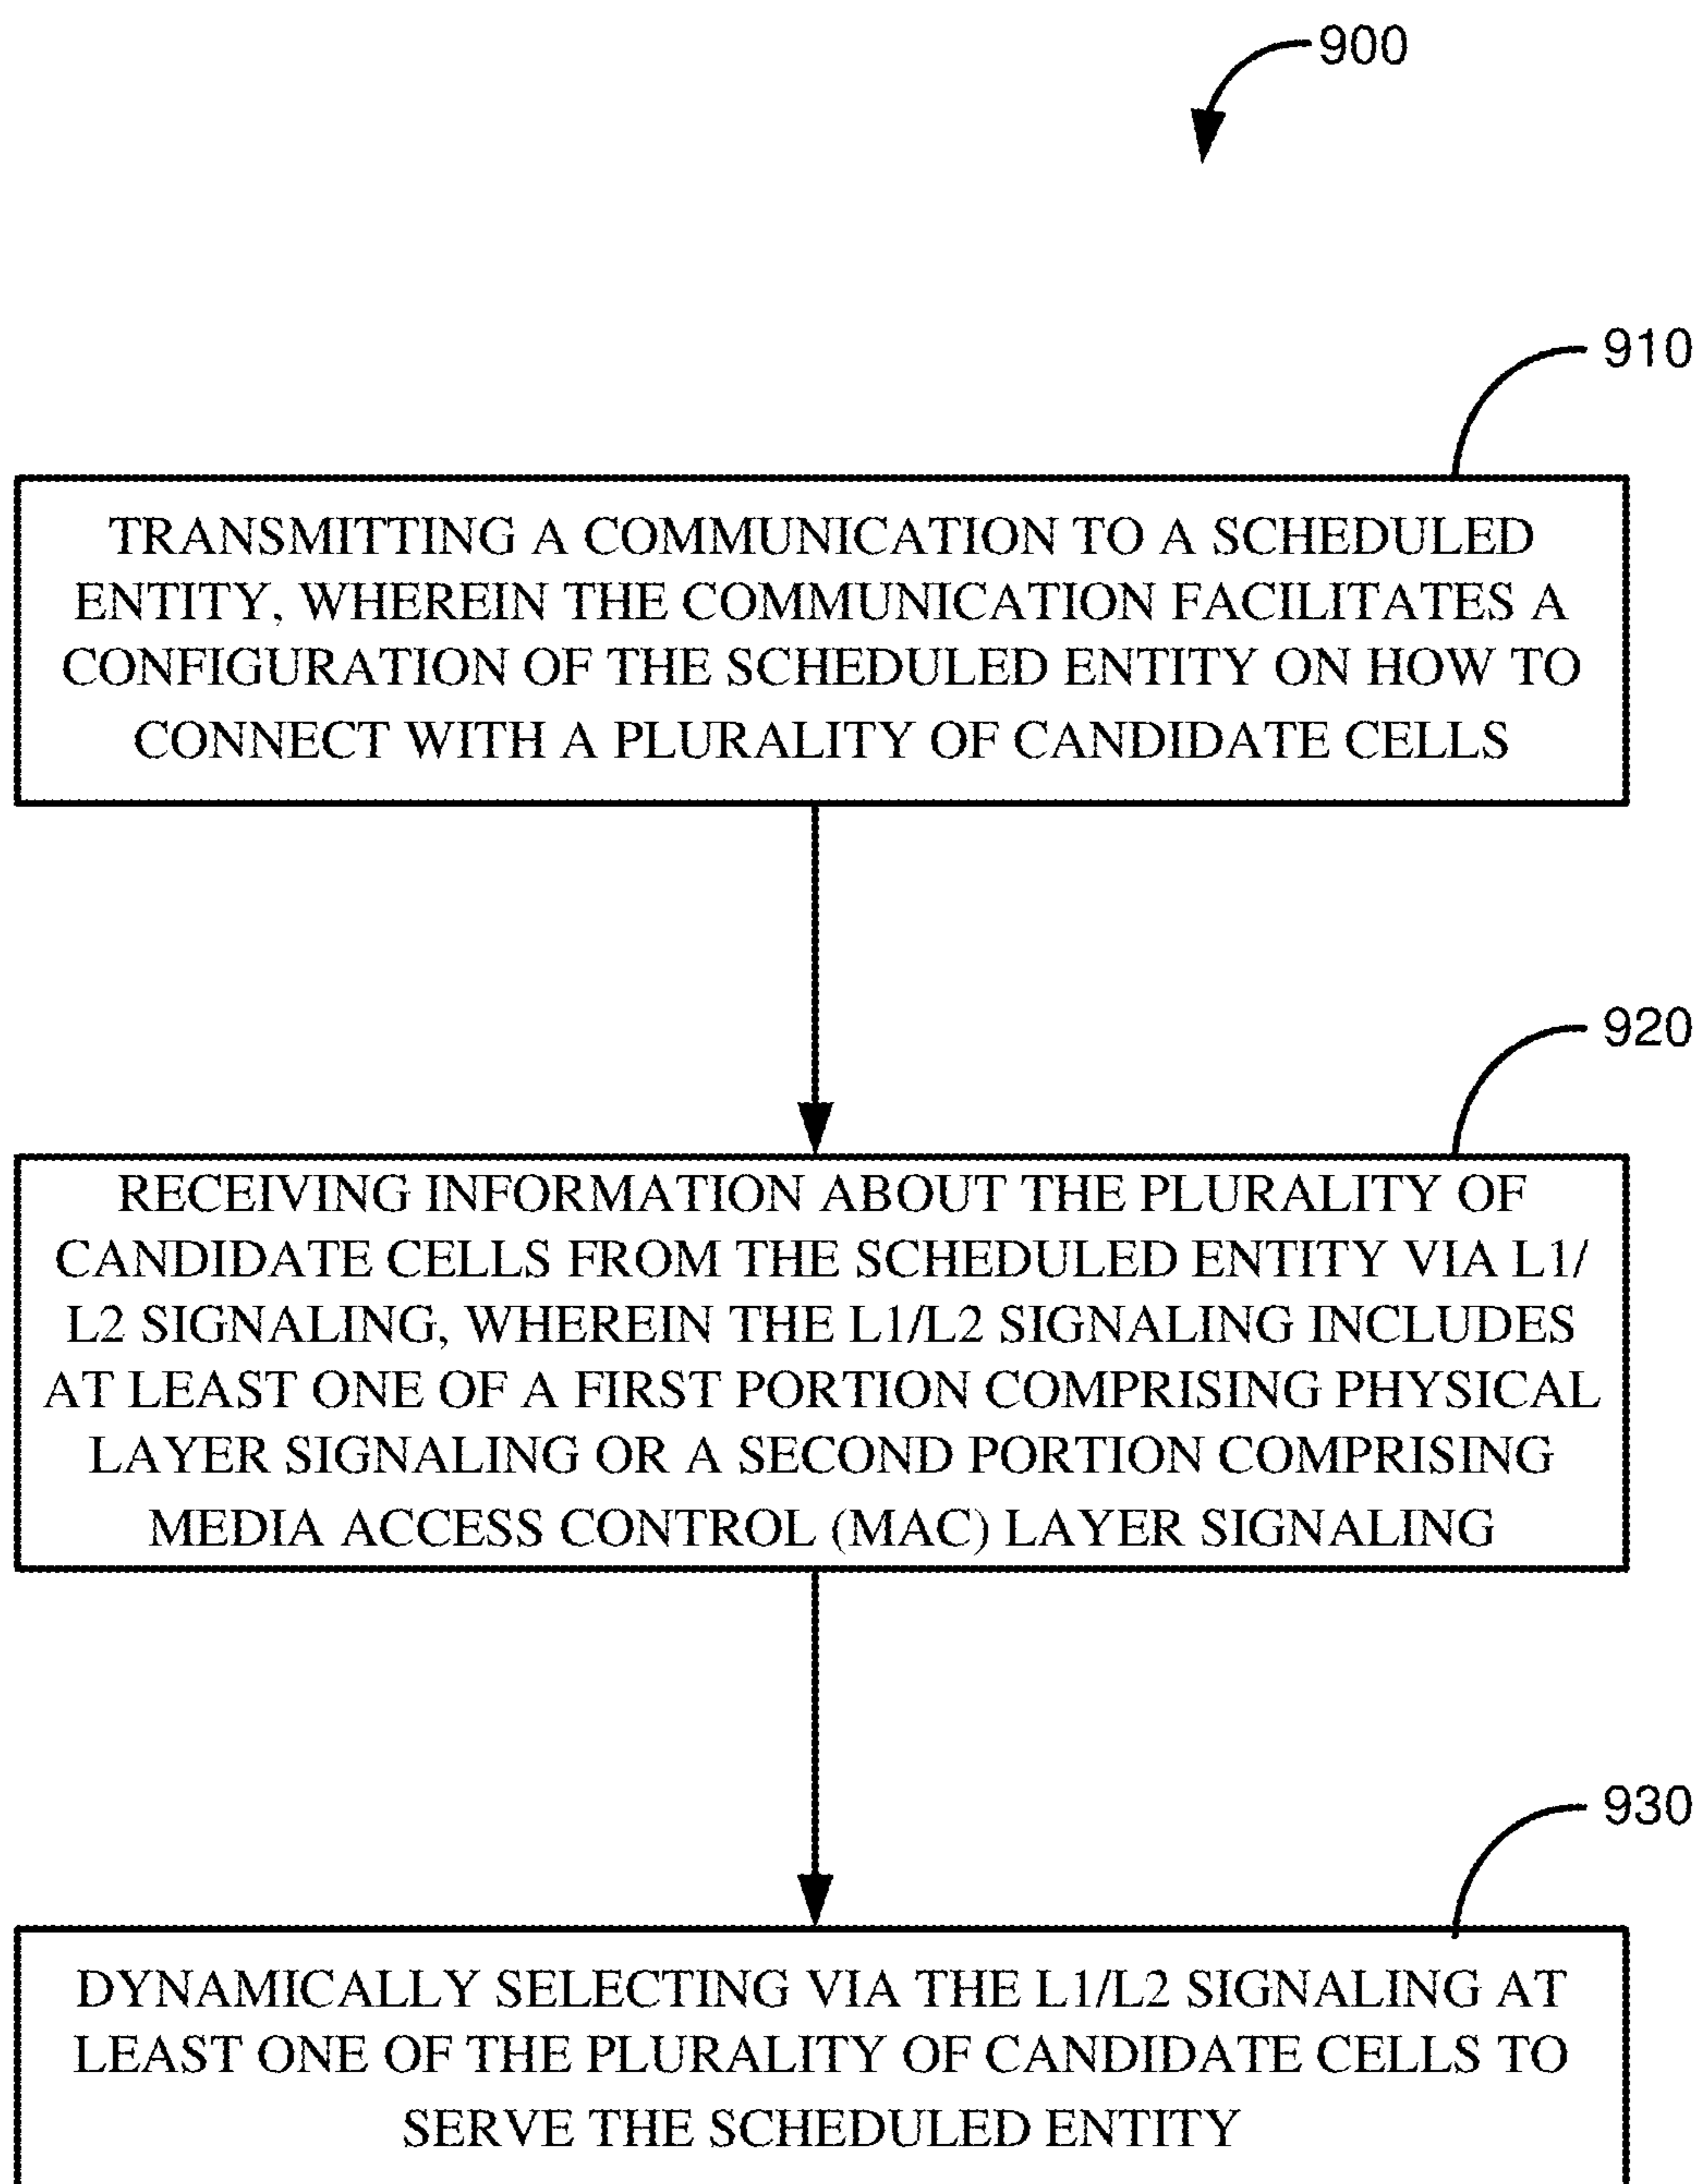 900
910
TRANSMITTING A COMMUNICATION TO A SCHEDULED
ENTITY, WHEREIN THE COMMUNICATION FACILITATES A
CONFIGURATION OF THE SCHEDULED ENTITY ON HOW TO
CONNECT WITH A PLURALITY OF CANDIDATE CELLS
920
RECEIVING INFORMATION ABOUT THE PLURALITY OF
CANDIDATE CELLS FROM THE SCHEDULED ENTITY VIA L1/
L2 SIGNALING, WHEREIN THE L1/L2 SIGNALING INCLUDES
AT LEAST ONE OF A FIRST PORTION COMPRISING PHYSICAL
LAYER SIGNALING OR A SECOND PORTION COMPRISING
MEDIA ACCESS CONTROL (MAC) LAYER SIGNALING
930
DYNAMICALLY SELECTING VIA THE L1/L2 SIGNALING AT
LEAST ONE OF THE PLURALITY OF CANDIDATE CELLS TO
SERVE THE SCHEDULED ENTITY